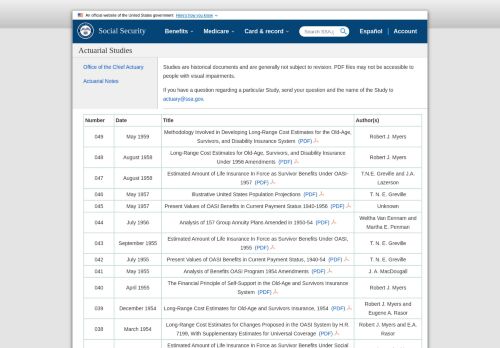 An official website of the United States government Here's how you know
Social Security
Benefits Medicare Card & record Search SSA.gov Español Account
Actuarial Studies
Office of the Chief Actuary
Actuarial Notes
Studies are historical documents and are generally not subject to revision. PDF files may not be accessible to
people with visual impairments.
If you have a question regarding a particular Study, send your question and the name of the Study to
actuary@ssa.gov.
Number Date Title Author(s)
049 May 1959 Methodology Involved in Developing Long-Range Cost Estimates for the Old-Age,
Survivors, and Disability Insurance System (PDF) Robert J. Myers
048 August 1958 Long-Range Cost Estimates for Old-Age, Survivors, and Disability Insurance
Under 1956 Amendments (PDF) Robert J. Myers
047 August 1958 Estimated Amount of Life Insurance In Force as Survivor Benefits Under OASI-
1957 (PDF) T.N.E. Greville and J.A.
Lazerson
046 May 1957 Illustrative United States Population Projections (PDF) T. N. E. Greville
045 May 1957 Present Values of OASI Benefits in Current Payment Status 1940-1956 (PDF) Unknown
044 July 1956 Analysis of 157 Group Annuity Plans Amended in 1950-54 (PDF) Weltha Van Eenam and
Martha E. Penman
043 September 1955 Estimated Amount of Life Insurance In Force as Survivor Benefits Under OASI,
1955 (PDF) T. N. E. Greville
042 July 1955 Present Values of OASI Benefits in Current Payment Status, 1940-54 (PDF) T. N. E. Greville
041 May 1955 Analysis of Benefits OASI Program 1954 Amendments (PDF) J. A. MacDougall
040 April 1955 The Financial Principle of Self-Support in the Old-Age and Survivors Insurance
System (PDF) Robert J. Myers
039 December 1954 Long-Range Cost Estimates for Old-Age and Survivors Insurance, 1954 (PDF) Robert J. Myers and
Eugene A. Rasor
038 March 1954 Long-Range Cost Estimates for Changes Proposed in the OASI System by H.R.
7199, With Supplementary Estimates for Universal Coverage (PDF) Robert J. Myers and E.A.
Rasor
Estimated Amount of Life Insurance In Force as Survivor Benefits Under Social